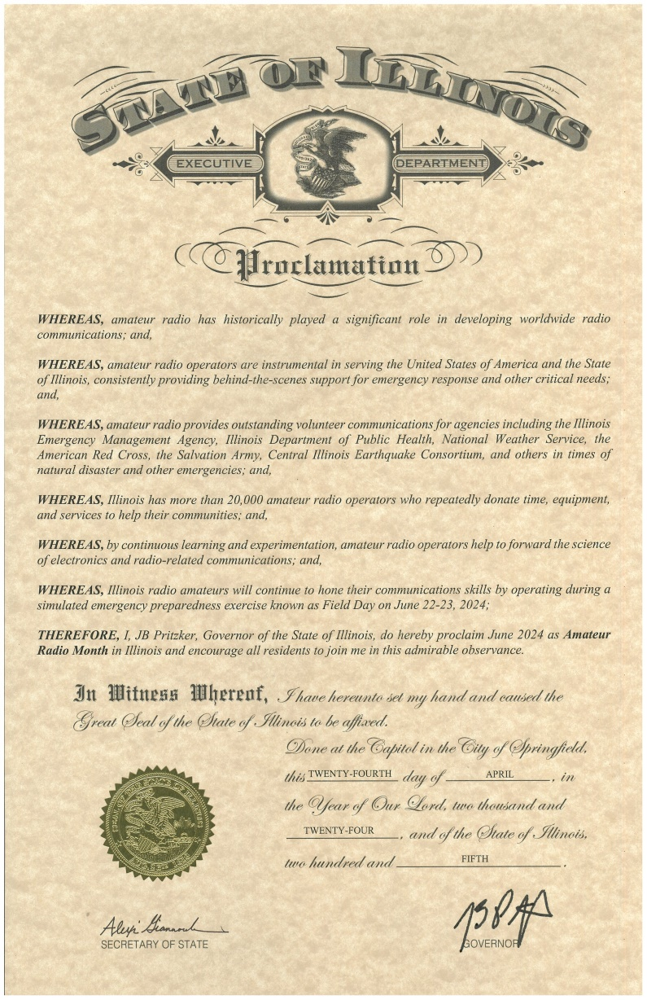 STATE OF ILLINOIS
EXECUTIVE DEPARTMENT
Proclamation
WHEREAS, amateur radio has historically played a significant role in developing worldwide radio
communications; and,
WHEREAS, amateur radio operators are instrumental in serving the United States of America and the State
of Illinois, consistently providing behind-the-scenes support for emergency response and other critical needs;
and,
WHEREAS, amateur radio provides outstanding volunteer communications for agencies including the Illinois
Emergency Management Agency, Illinois Department of Public Health, National Weather Service, the
American Red Cross, the Salvation Army, Central Illinois Earthquake Consortium, and others in times of
natural disaster and other emergencies; and,
WHEREAS, Illinois has more than 20,000 amateur radio operators who repeatedly donate time, equipment,
and services to help their communities; and,
WHEREAS, by continuous learning and experimentation, amateur radio operators help to forward the science
of electronics and radio-related communications; and,
WHEREAS, Illinois radio amateurs will continue to hone their communications skills by operating during a
simulated emergency preparedness exercise known as Field Day on June 22-23, 2024;
THEREFORE, I, JB Pritzker, Governor of the State of Illinois, do hereby proclaim June 2024 as Amateur
Radio Month in Illinois and encourage all residents to join me in this admirable observance.
In Witness Whereof, I have hereunto set my hand and caused the
Great Seal of the State of Illinois to be affixed.
Done at the Capitol in the City of Springfield,
this TWENTY-FOURTH day of APRIL, in
the Year of Our Lord, two thousand and
TWENTY-FOUR, and of the State of Illinois,
two hundred and FIFTH.
SECRETARY OF STATE
GOVERNOR